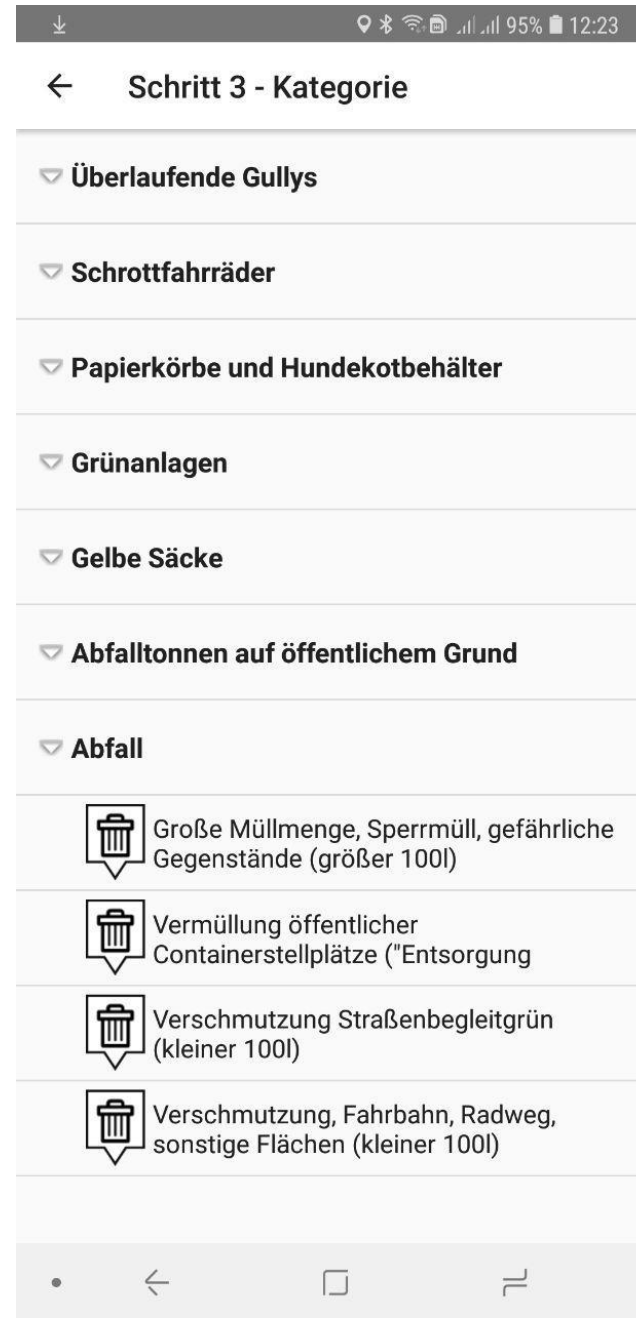 95% 12:23
Schritt 3 - Kategorie
Überlaufende Gullys
Schrottfahrräder
Papierkörbe und Hundekotbehälter
Grünanlagen
Gelbe Säcke
Abfalltonnen auf öffentlichem Grund
Abfall
Große Müllmenge, Sperrmüll, gefährliche
Gegenstände (größer 100l)
Vermüllung öffentlicher
Containerstellplätze ("Entsorgung
Verschmutzung Straßenbegleitgrün
(kleiner 100l)
Verschmutzung, Fahrbahn, Radweg,
sonstige Flächen (kleiner 100l)